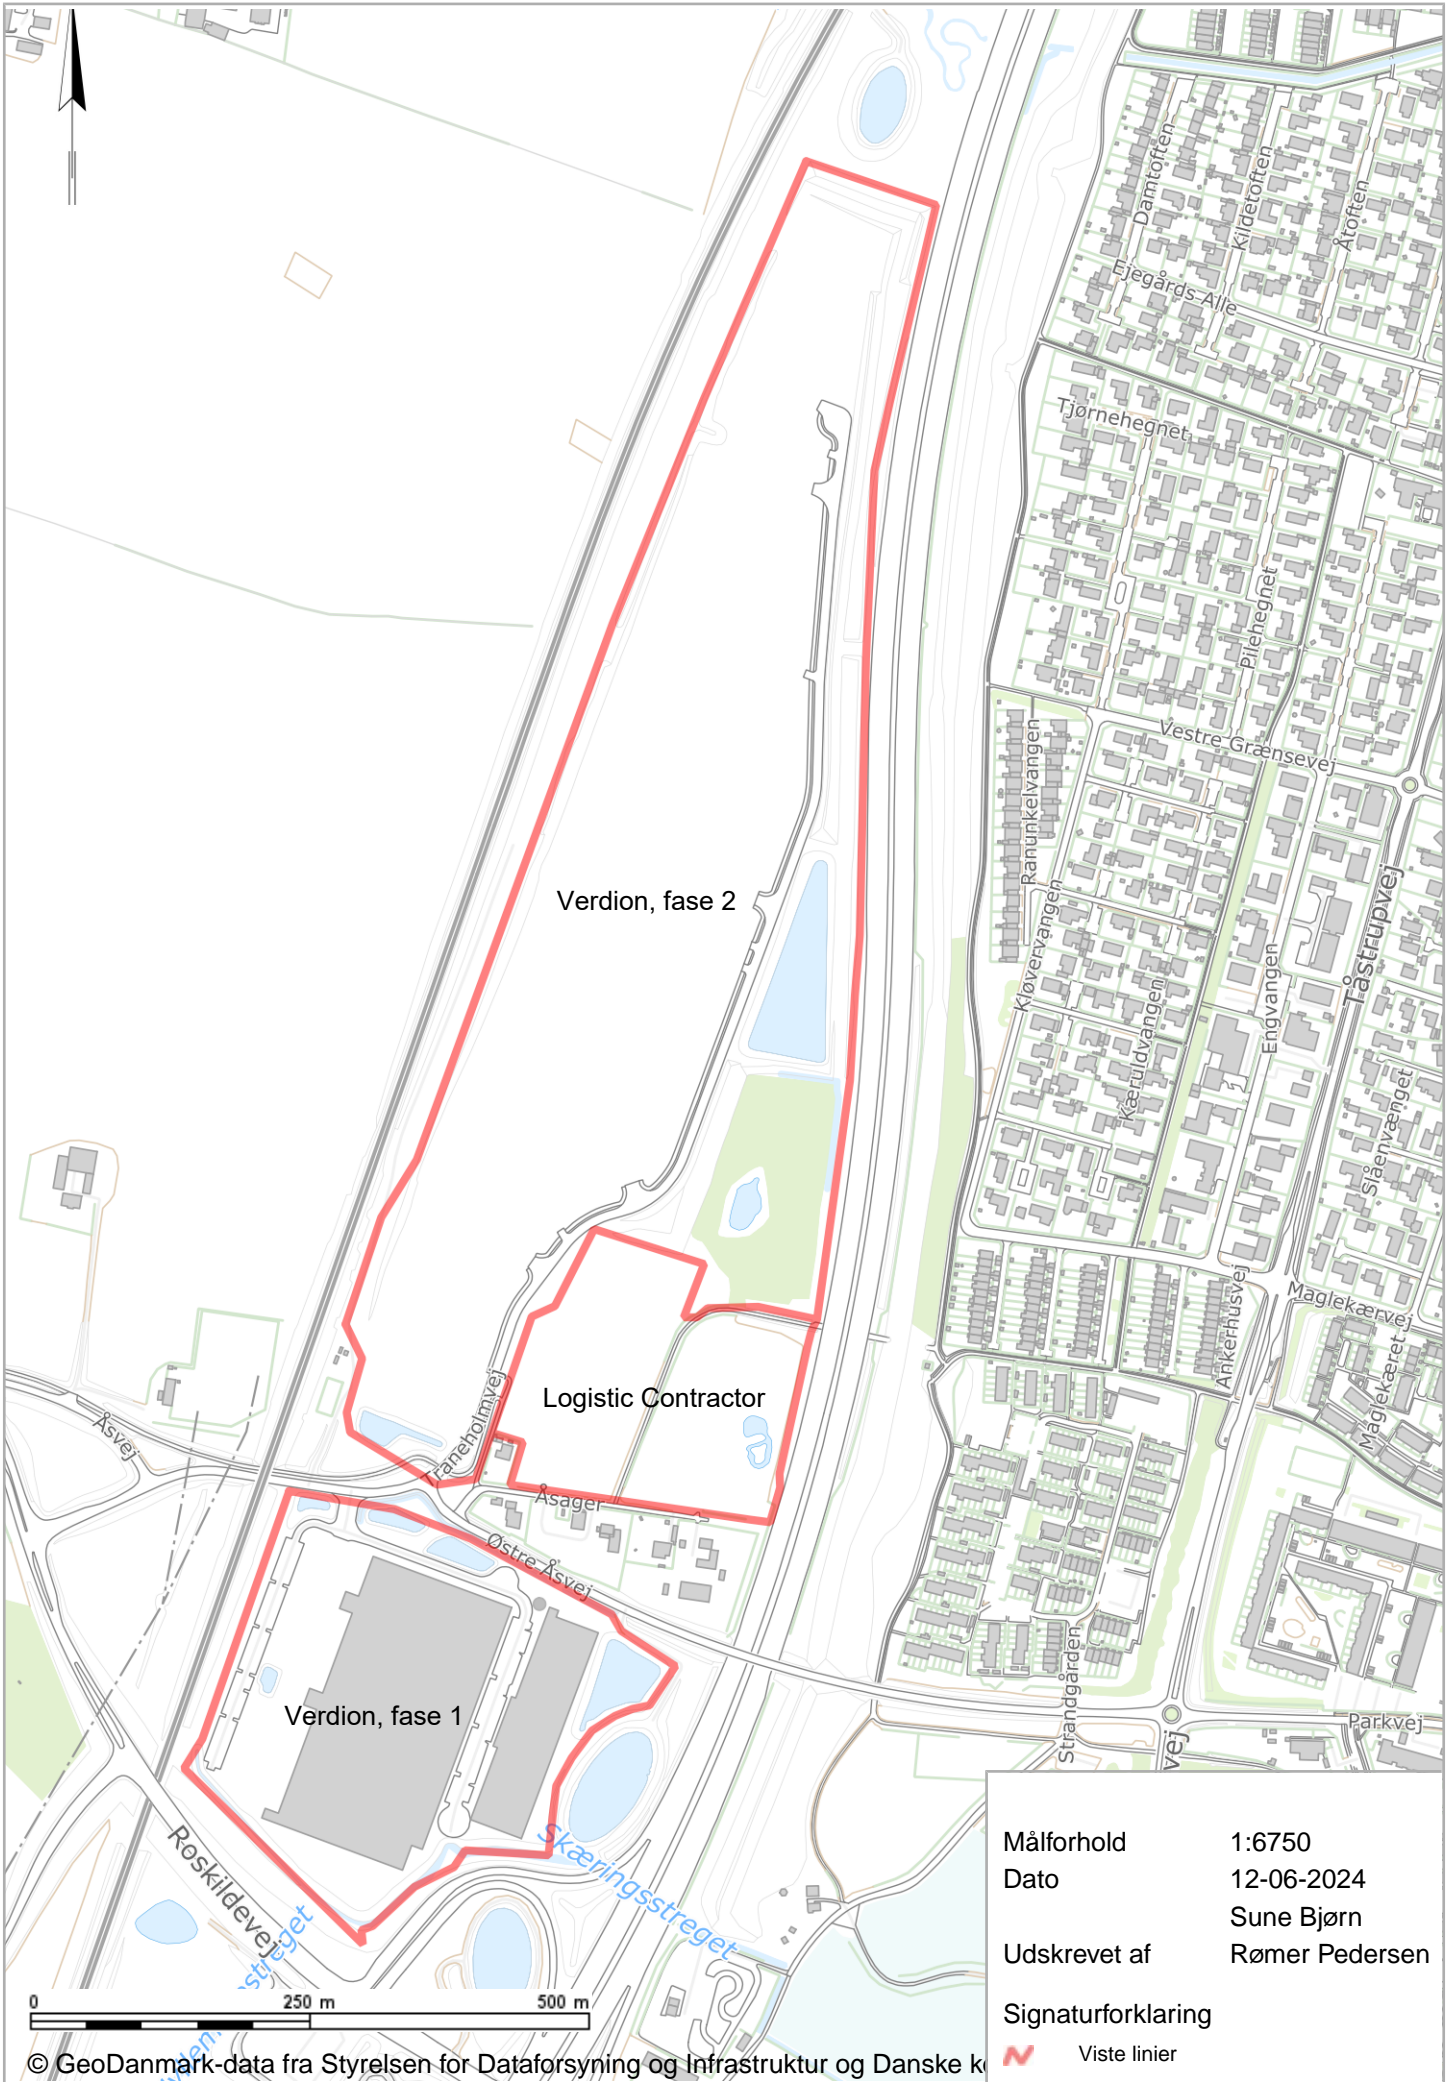 Damtoften
Kildetoften
Åtoften
Ejegårds Alle
Tjørnehegnet
Pilehegnet
Vestre Grænsevej
Ranunkelvangen
Kløvervangen
Kæruldvangen
Engvangen
Tåstrupvej
Slåenvænget
Verdion, fase 2
Maglekærvej
Ankerhusvej
Maglekæret
Traneholmvej
Logistic Contractor
Åsvej
Åsager
Østre Åsvej
Verdion, fase 1
Strandgården
Parkvej
vej
Roskildevej
Skæringsstreget
Målforhold 1:6750
Dato 12-06-2024
Sune Bjørn
Udskrevet af Rømer Pedersen
Signaturforklaring
Viste linier
0 250 m 500 m
© GeoDanmark-data fra Styrelsen for Dataforsyning og Infrastruktur og Danske